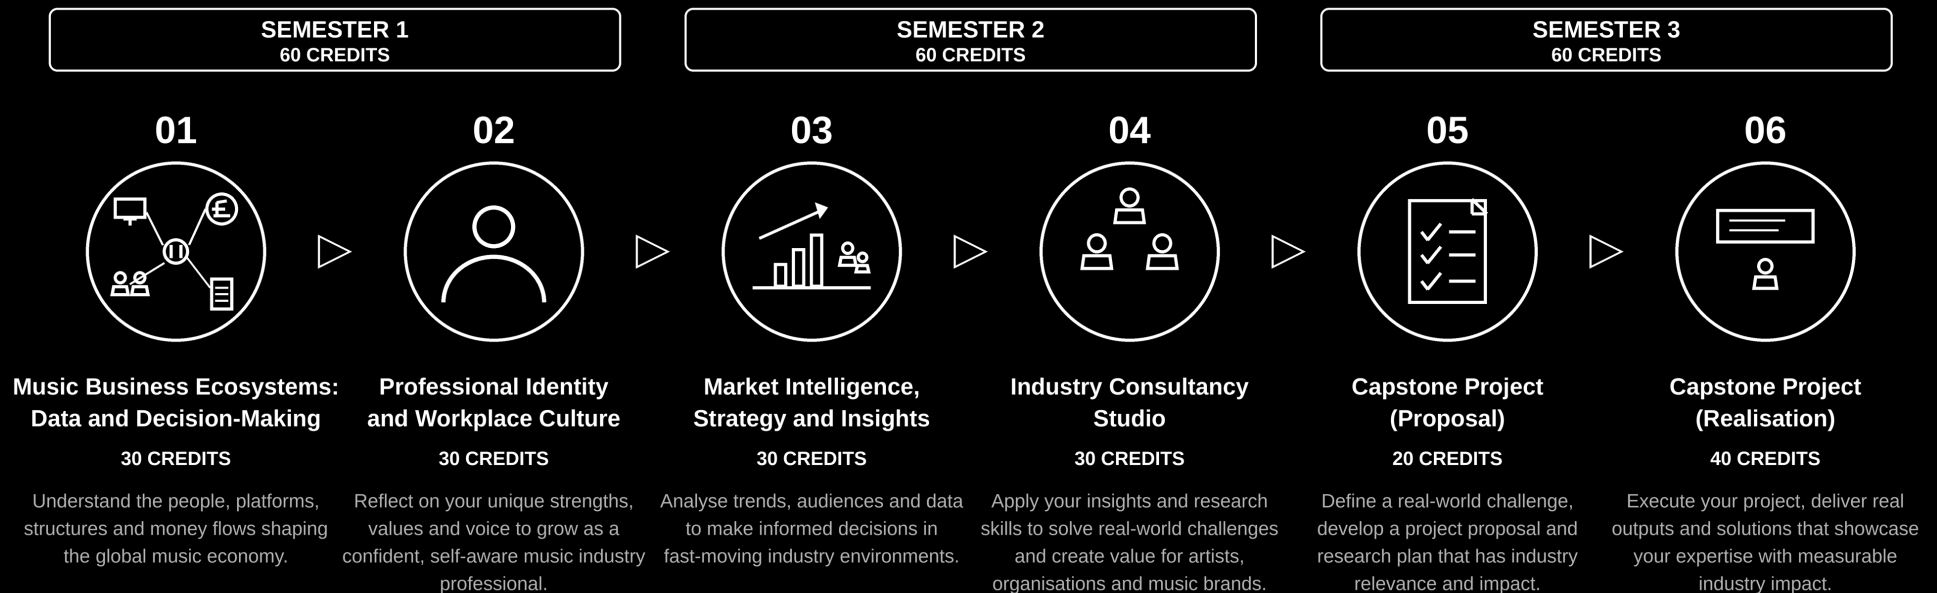 SEMESTER 1
60 CREDITS
SEMESTER 2
60 CREDITS
SEMESTER 3
60 CREDITS
01
£
Music Business Ecosystems:
Data and Decision-Making
30 CREDITS
Understand the people, platforms,
structures and money flows shaping
the global music economy.
02
Professional Identity
and Workplace Culture
30 CREDITS
Reflect on your unique strengths,
values and voice to grow as a
confident, self-aware music industry
professional.
03
Market Intelligence,
Strategy and Insights
30 CREDITS
Analyse trends, audiences and data
to make informed decisions in
fast-moving industry environments.
04
Industry Consultancy
Studio
30 CREDITS
Apply your insights and research
skills to solve real-world challenges
and create value for artists,
organisations and music brands.
05
Capstone Project
(Proposal)
20 CREDITS
Define a real-world challenge,
develop a project proposal and
research plan that has industry
relevance and impact.
06
Capstone Project
(Realisation)
40 CREDITS
Execute your project, deliver real
outputs and solutions that showcase
your expertise with measurable
industry impact.